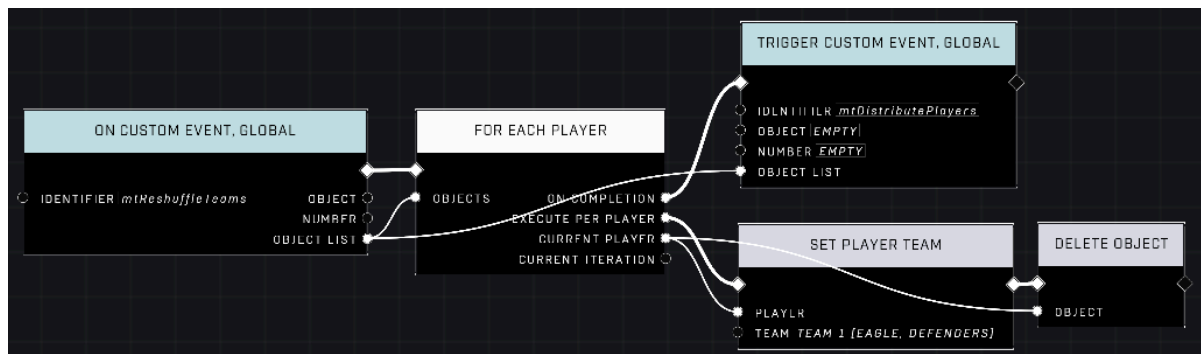 TRIGGER CUSTOM EVENT, GLOBAL
IDENTIFIER mtDistributePlayers
OBJECT EMPTY
NUMBER EMPTY
OBJECT LIST
ON CUSTOM EVENT, GLOBAL
IDENTIFIER mtReshuffleTeams
OBJECT
NUMBER
OBJECT LIST
FOR EACH PLAYER
OBJECTS
ON COMPLETION
EXECUTE PER PLAYER
CURRENT PLAYER
CURRENT ITERATION
SET PLAYER TEAM
PLAYER
TEAM TEAM 1 [EAGLE, DEFENDERS]
DELETE OBJECT
OBJECT